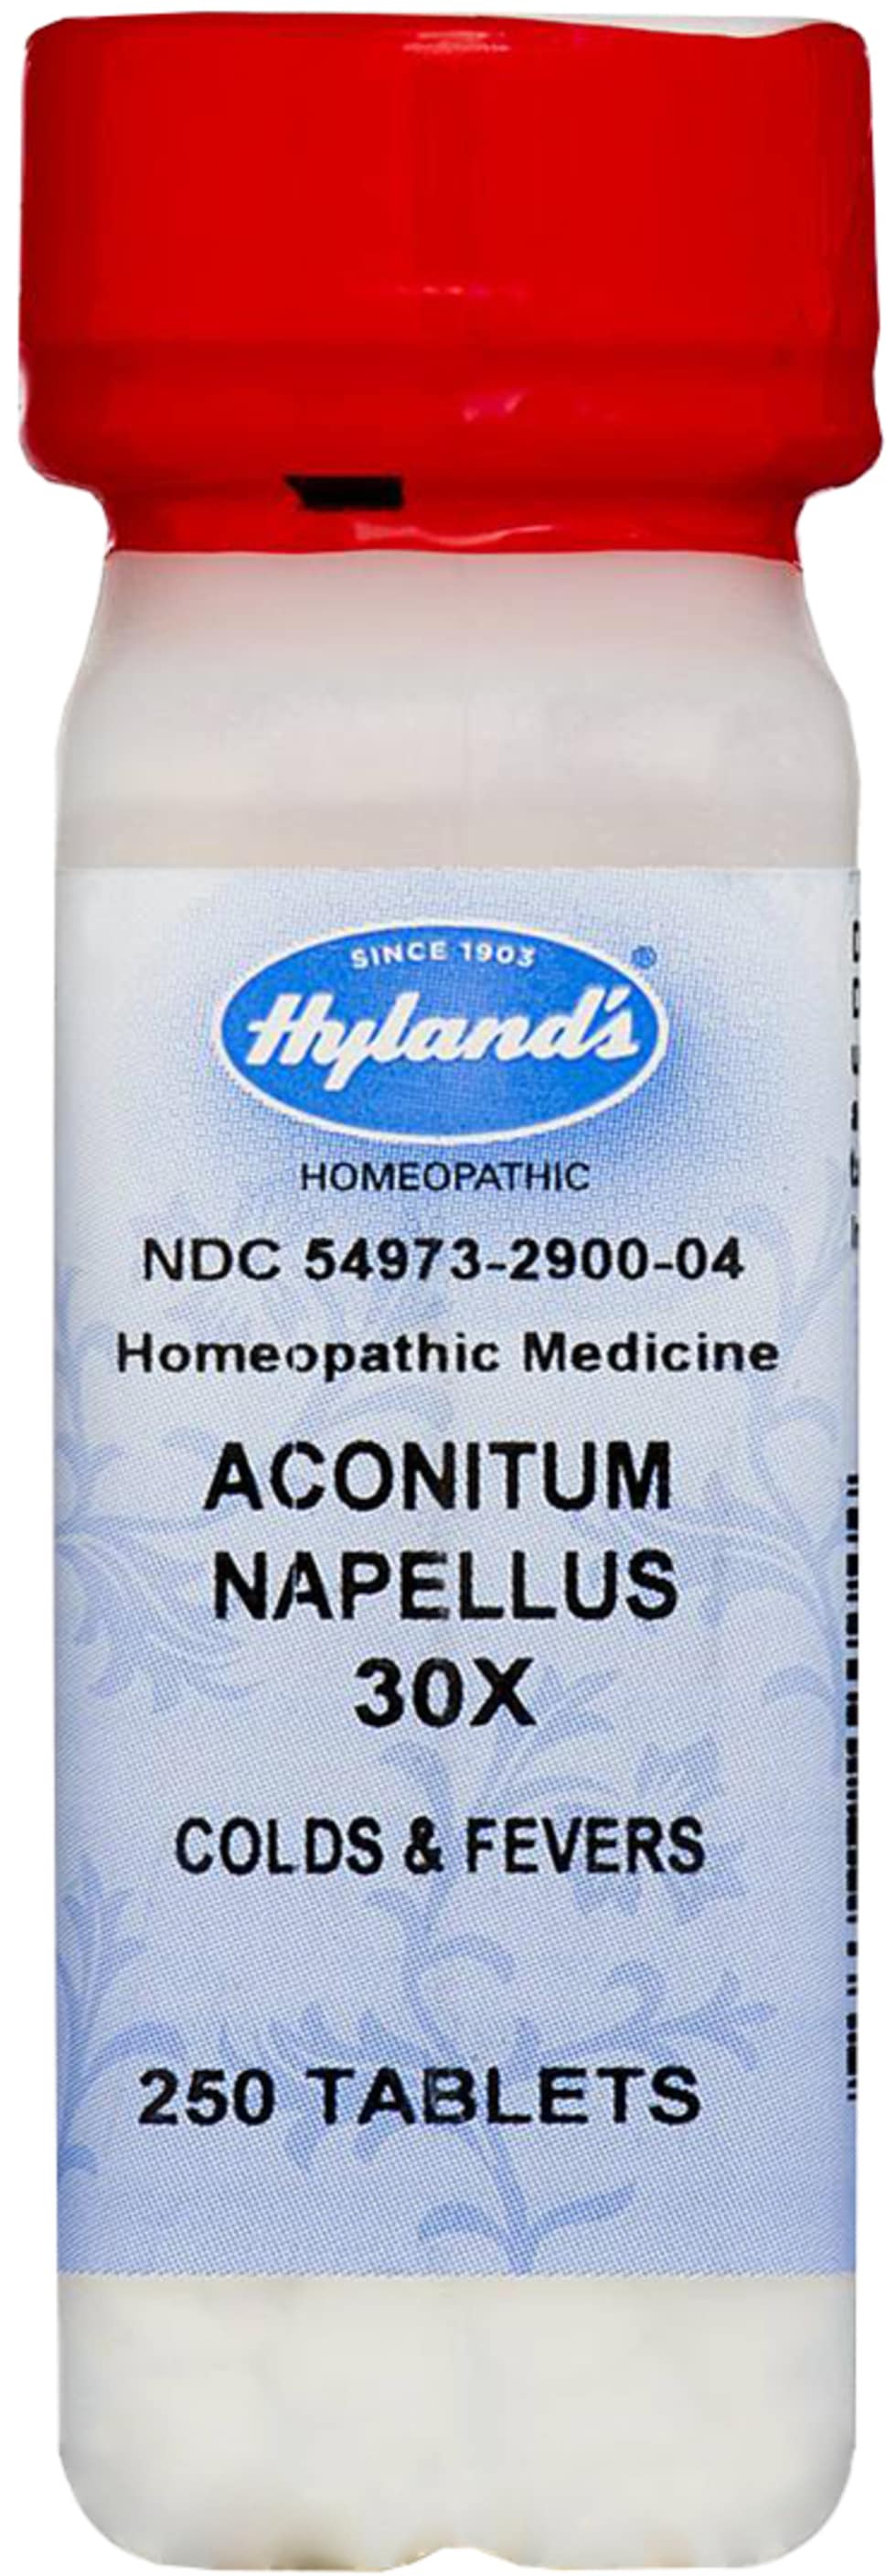 SINCE 1903
Hyland's®
HOMEOPATHIC
NDC 54973-2900-04
Homeopathic Medicine
ACONITUM
NAPELLUS
30X
COLDS & FEVERS
250 TABLETS